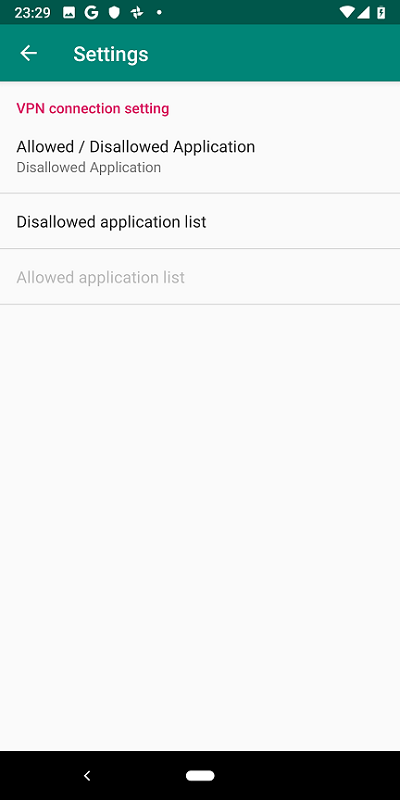 23:29
Settings
VPN connection setting
Allowed / Disallowed Application
Disallowed Application
Disallowed application list
Allowed application list